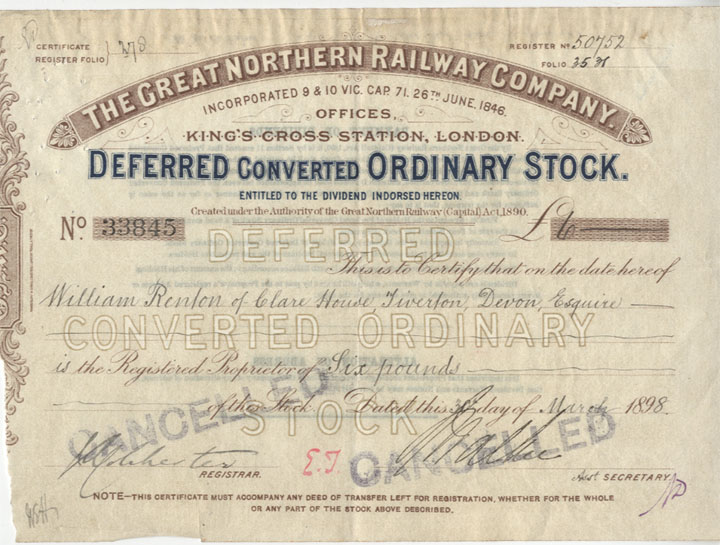 CERTIFICATE
REGISTER FOLIO 378
REGISTER No 50752
FOLIO 3531
THE GREAT NORTHERN RAILWAY COMPANY.
INCORPORATED 9 & 10 VIC. CAP. 71. 26TH JUNE, 1846.
OFFICES,
KING'S CROSS STATION, LONDON.
DEFERRED CONVERTED ORDINARY STOCK.
ENTITLED TO THE DIVIDEND INDORSED HEREON.
Created under the Authority of the Great Northern Railway (Capital) Act, 1890.
No. 33845
£6
DEFERRED
This is to Certify that on the date hereof
William Renton of Clare House Tiverton, Devon, Esquire
CONVERTED ORDINARY
is the Registered Proprietor of Six pounds
of this Stock. Dated this day of March 1898
STOCK
CANCELLED
CANCELLED
REGISTRAR.
E.J.
Asst SECRETARY.
NOTE—THIS CERTIFICATE MUST ACCOMPANY ANY DEED OF TRANSFER LEFT FOR REGISTRATION, WHETHER FOR THE WHOLE
OR ANY PART OF THE STOCK ABOVE DESCRIBED.